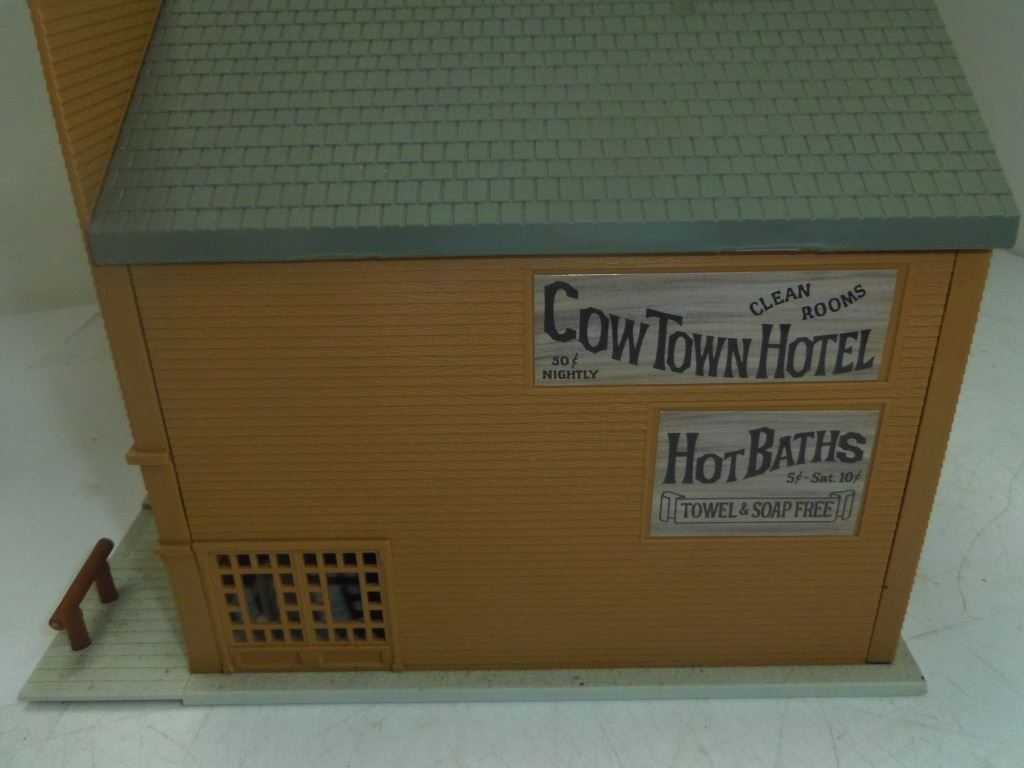 CLEAN
ROOMS
COW TOWN HOTEL
50¢
NIGHTLY
HOT BATHS
5¢-Sat. 10¢
TOWEL & SOAP FREE